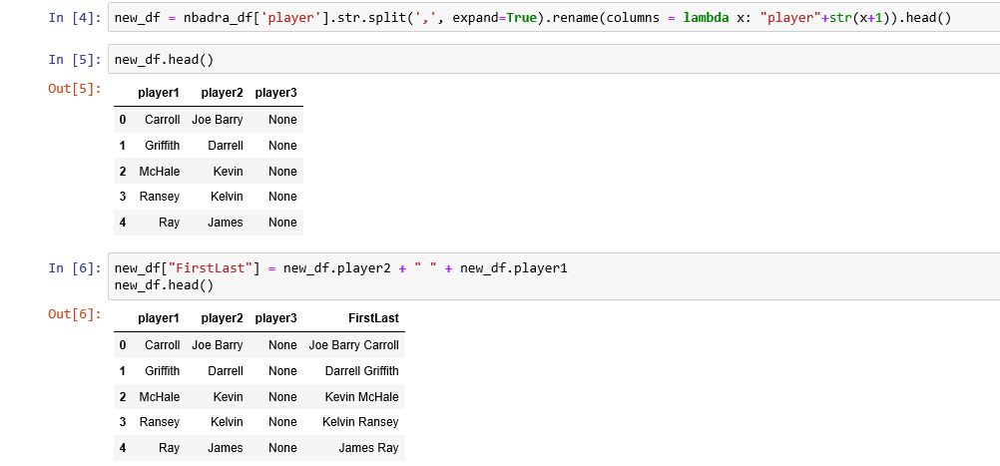 In [4]: new_df = nbadra_df['player'].str.split(',', expand=True).rename(columns = lambda x: "player"+str(x+1)).head()
In [5]: new_df.head()
Out[5]:
player1 player2 player3
0 Carroll Joe Barry None
1 Griffith Darrell None
2 McHale Kevin None
3 Ransey Kelvin None
4 Ray James None
In [6]: new_df["FirstLast"] = new_df.player2 + " " + new_df.player1
new_df.head()
Out[6]:
player1 player2 player3 FirstLast
0 Carroll Joe Barry None Joe Barry Carroll
1 Griffith Darrell None Darrell Griffith
2 McHale Kevin None Kevin McHale
3 Ransey Kelvin None Kelvin Ransey
4 Ray James None James Ray